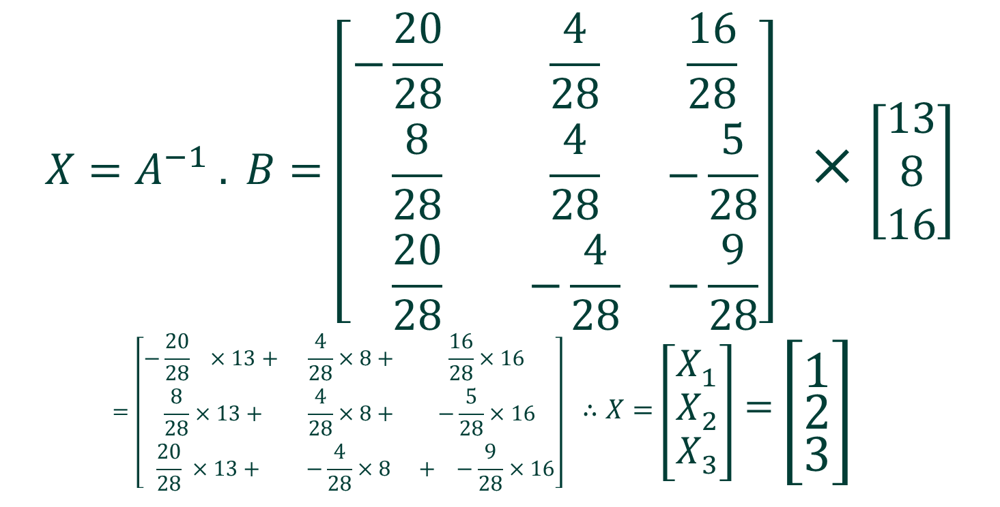 X = A⁻¹ . B = [ −20/28 4/28 16/28 ; 8/28 4/28 −5/28 ; 20/28 −4/28 −9/28 ] × [ 13 ; 8 ; 16 ]
= [ −20/28 × 13 + 4/28 × 8 + 16/28 × 16 ; 8/28 × 13 + 4/28 × 8 + −5/28 × 16 ; 20/28 × 13 + −4/28 × 8 + −9/28 × 16 ] ∴ X = [ X₁ ; X₂ ; X₃ ] = [ 1 ; 2 ; 3 ]